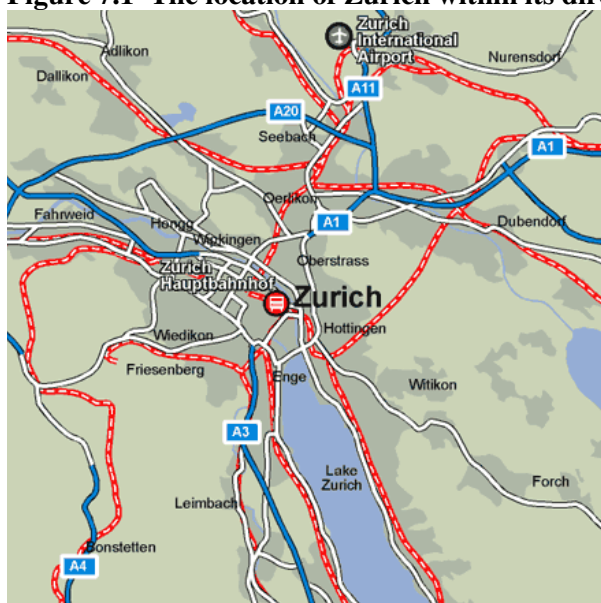 Figure 7.1 The location of Zurich within its
Zurich
International
Airport
Adlikon
Nurensdorf
Dallikon
A11
A20
Seebach
A1
Oerlikon
Fahrweid
Hongg
A1
Dubendorf
Wipkingen
Oberstrass
Zurich
Hauptbahnhof
Zurich
Wiedikon
Hottingen
Friesenberg
Enge
Witikon
A3
Lake
Zurich
Forch
Leimbach
Bonstetten
A4